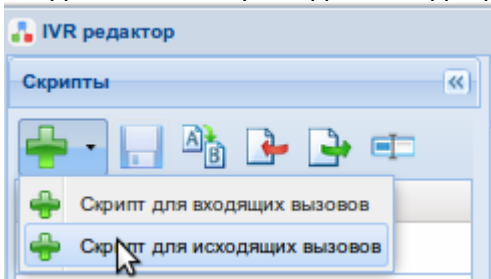 IVR редактор
Скрипты
Скрипт для входящих вызовов
Скрипт для исходящих вызовов